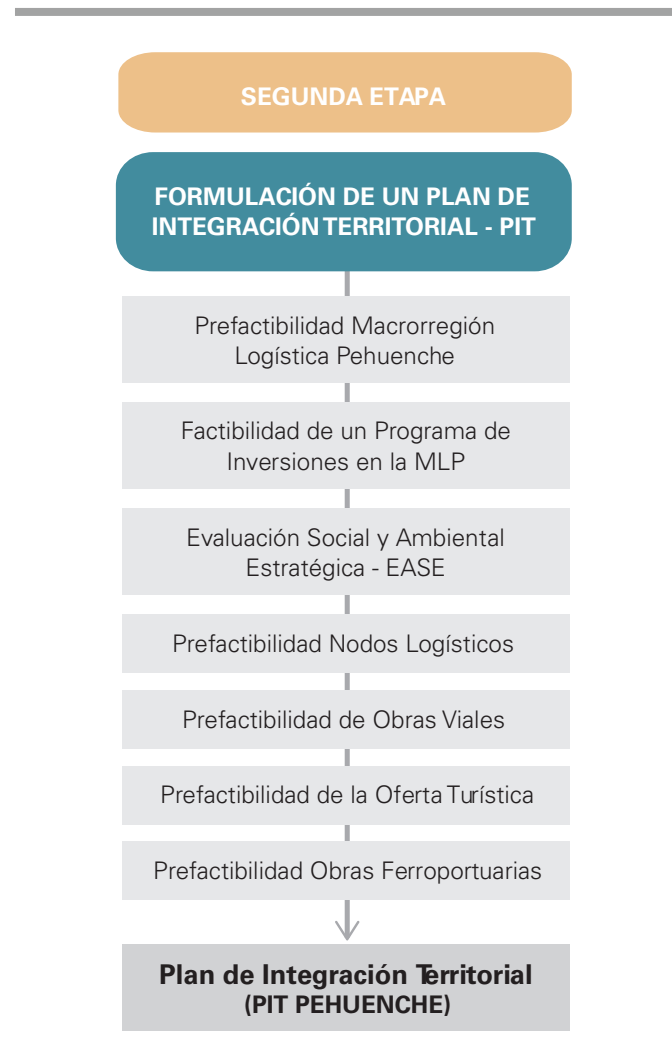 SEGUNDA ETAPA
FORMULACIÓN DE UN PLAN DE
INTEGRACIÓN TERRITORIAL - PIT
Prefactibilidad Macrorregión
Logística Pehuenche
Factibilidad de un Programa de
Inversiones en la MLP
Evaluación Social y Ambiental
Estratégica - EASE
Prefactibilidad Nodos Logísticos
Prefactibilidad de Obras Viales
Prefactibilidad de la Oferta Turística
Prefactibilidad Obras Ferroportuarias
Plan de Integración Territorial
(PIT PEHUENCHE)